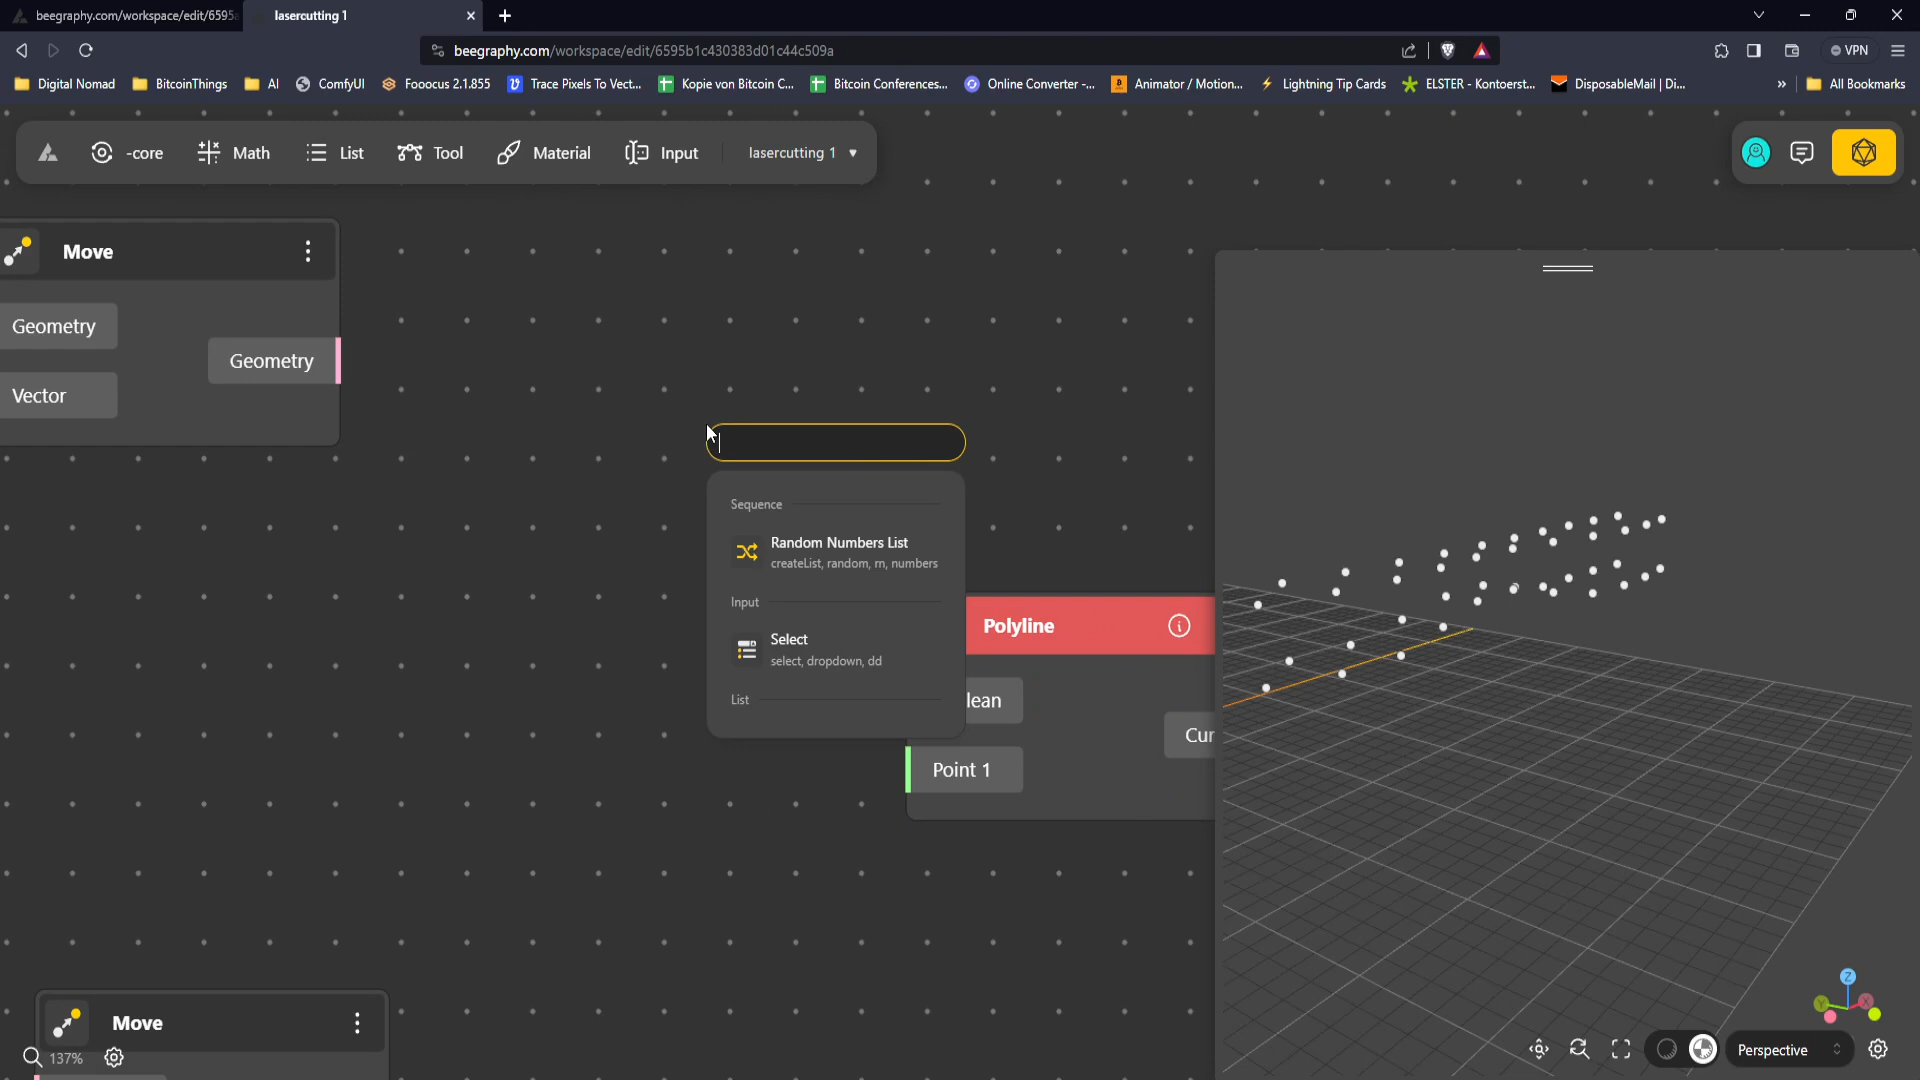 beegraphy.com/workspace/edit/6595
lasercutting 1
beegraphy.com/workspace/edit/6595b1c430383d01c44c509a
VPN
Digital Nomad
BitcoinThings
AI
ComfyUI
Fooocus 2.1.855
Trace Pixels To Vect...
Kopie von Bitcoin C...
Bitcoin Conferences...
Online Converter -...
Animator / Motion...
Lightning Tip Cards
ELSTER - Kontoerst...
DisposableMail | Di...
»
All Bookmarks
-core
Math
List
Tool
Material
Input
lasercutting 1
Move
Geometry
Geometry
Vector
Sequence
Random Numbers List
createList, random, rn, numbers
Input
Select
select, dropdown, dd
List
Polyline
lean
Cur
Point 1
Move
137%
Z
Y
X
Perspective